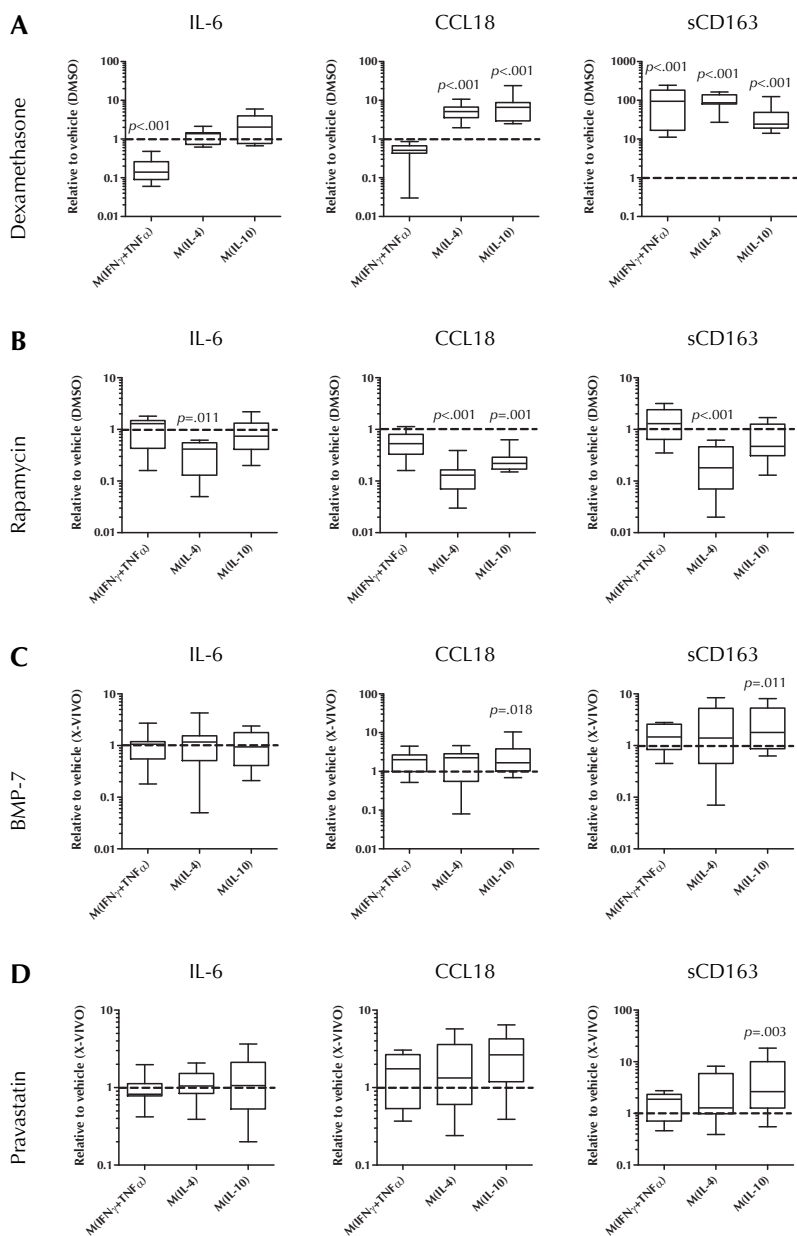 A
Dexamethasone
IL-6
Relative to vehicle (DMSO)
10
1
0.1
0.01
p<.001
M(IFNγ+TNFα)
M(IL-4)
M(IL-10)
CCL18
Relative to vehicle (DMSO)
100
10
1
0.1
0.01
p<.001
p<.001
M(IFNγ+TNFα)
M(IL-4)
M(IL-10)
sCD163
Relative to vehicle (DMSO)
1000
100
10
1
0.1
p<.001
p<.001
p<.001
M(IFNγ+TNFα)
M(IL-4)
M(IL-10)
B
Rapamycin
IL-6
Relative to vehicle (DMSO)
10
1
0.1
0.01
p=.011
M(IFNγ+TNFα)
M(IL-4)
M(IL-10)
CCL18
Relative to vehicle (DMSO)
10
1
0.1
0.01
p<.001
p=.001
M(IFNγ+TNFα)
M(IL-4)
M(IL-10)
sCD163
Relative to vehicle (DMSO)
10
1
0.1
0.01
p<.001
M(IFNγ+TNFα)
M(IL-4)
M(IL-10)
C
BMP-7
IL-6
Relative to vehicle (X-VIVO)
10
1
0.1
0.01
M(IFNγ+TNFα)
M(IL-4)
M(IL-10)
CCL18
Relative to vehicle (X-VIVO)
100
10
1
0.1
0.01
p=.018
M(IFNγ+TNFα)
M(IL-4)
M(IL-10)
sCD163
Relative to vehicle (X-VIVO)
10
1
0.1
0.01
p=.011
M(IFNγ+TNFα)
M(IL-4)
M(IL-10)
D
Pravastatin
IL-6
Relative to vehicle (X-VIVO)
10
1
0.1
M(IFNγ+TNFα)
M(IL-4)
M(IL-10)
CCL18
Relative to vehicle (X-VIVO)
10
1
0.1
M(IFNγ+TNFα)
M(IL-4)
M(IL-10)
sCD163
Relative to vehicle (X-VIVO)
100
10
1
0.1
p=.003
M(IFNγ+TNFα)
M(IL-4)
M(IL-10)